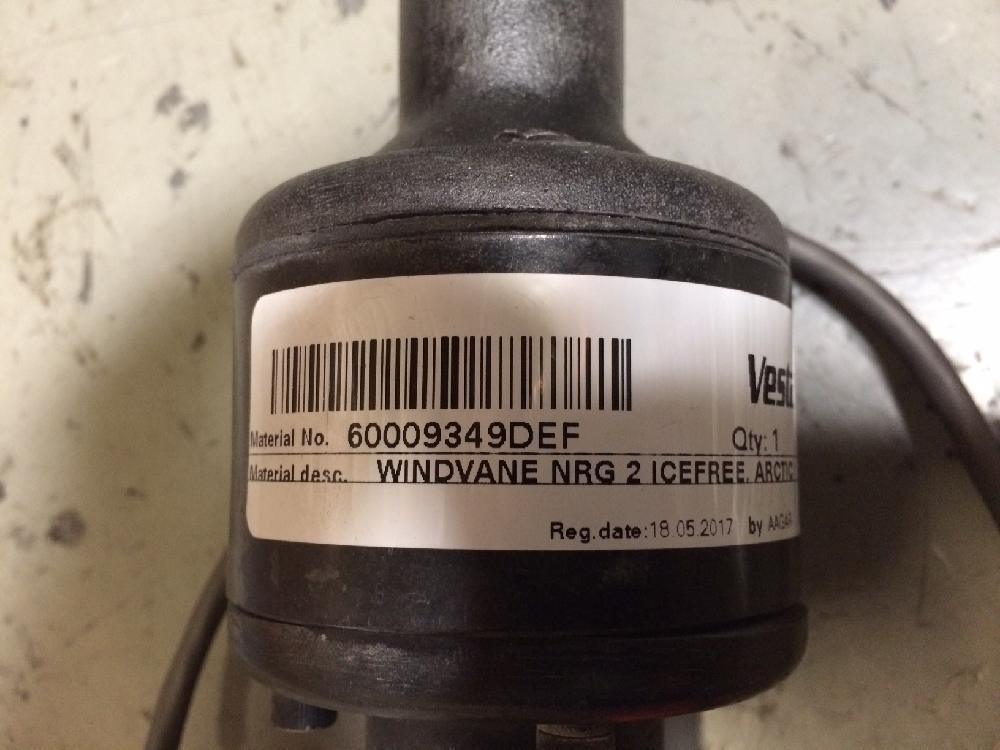 Vest
Material No. 60009349DEF Qty: 1
Material desc. WINDVANE NRG 2 ICEFREE, ARCTIC
Reg.date:18.05.2017 by AAGAR